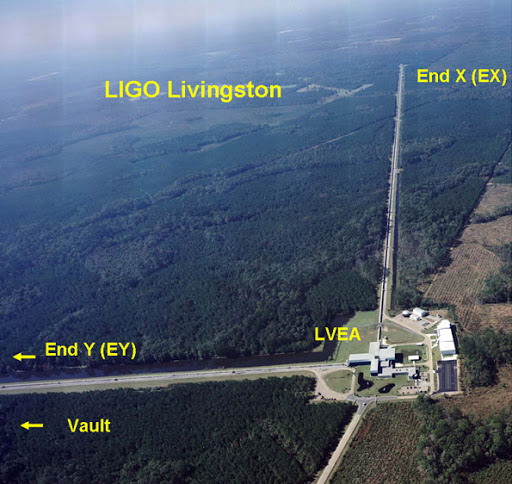 End X (EX)
LIGO Livingston
LVEA
End Y (EY)
Vault